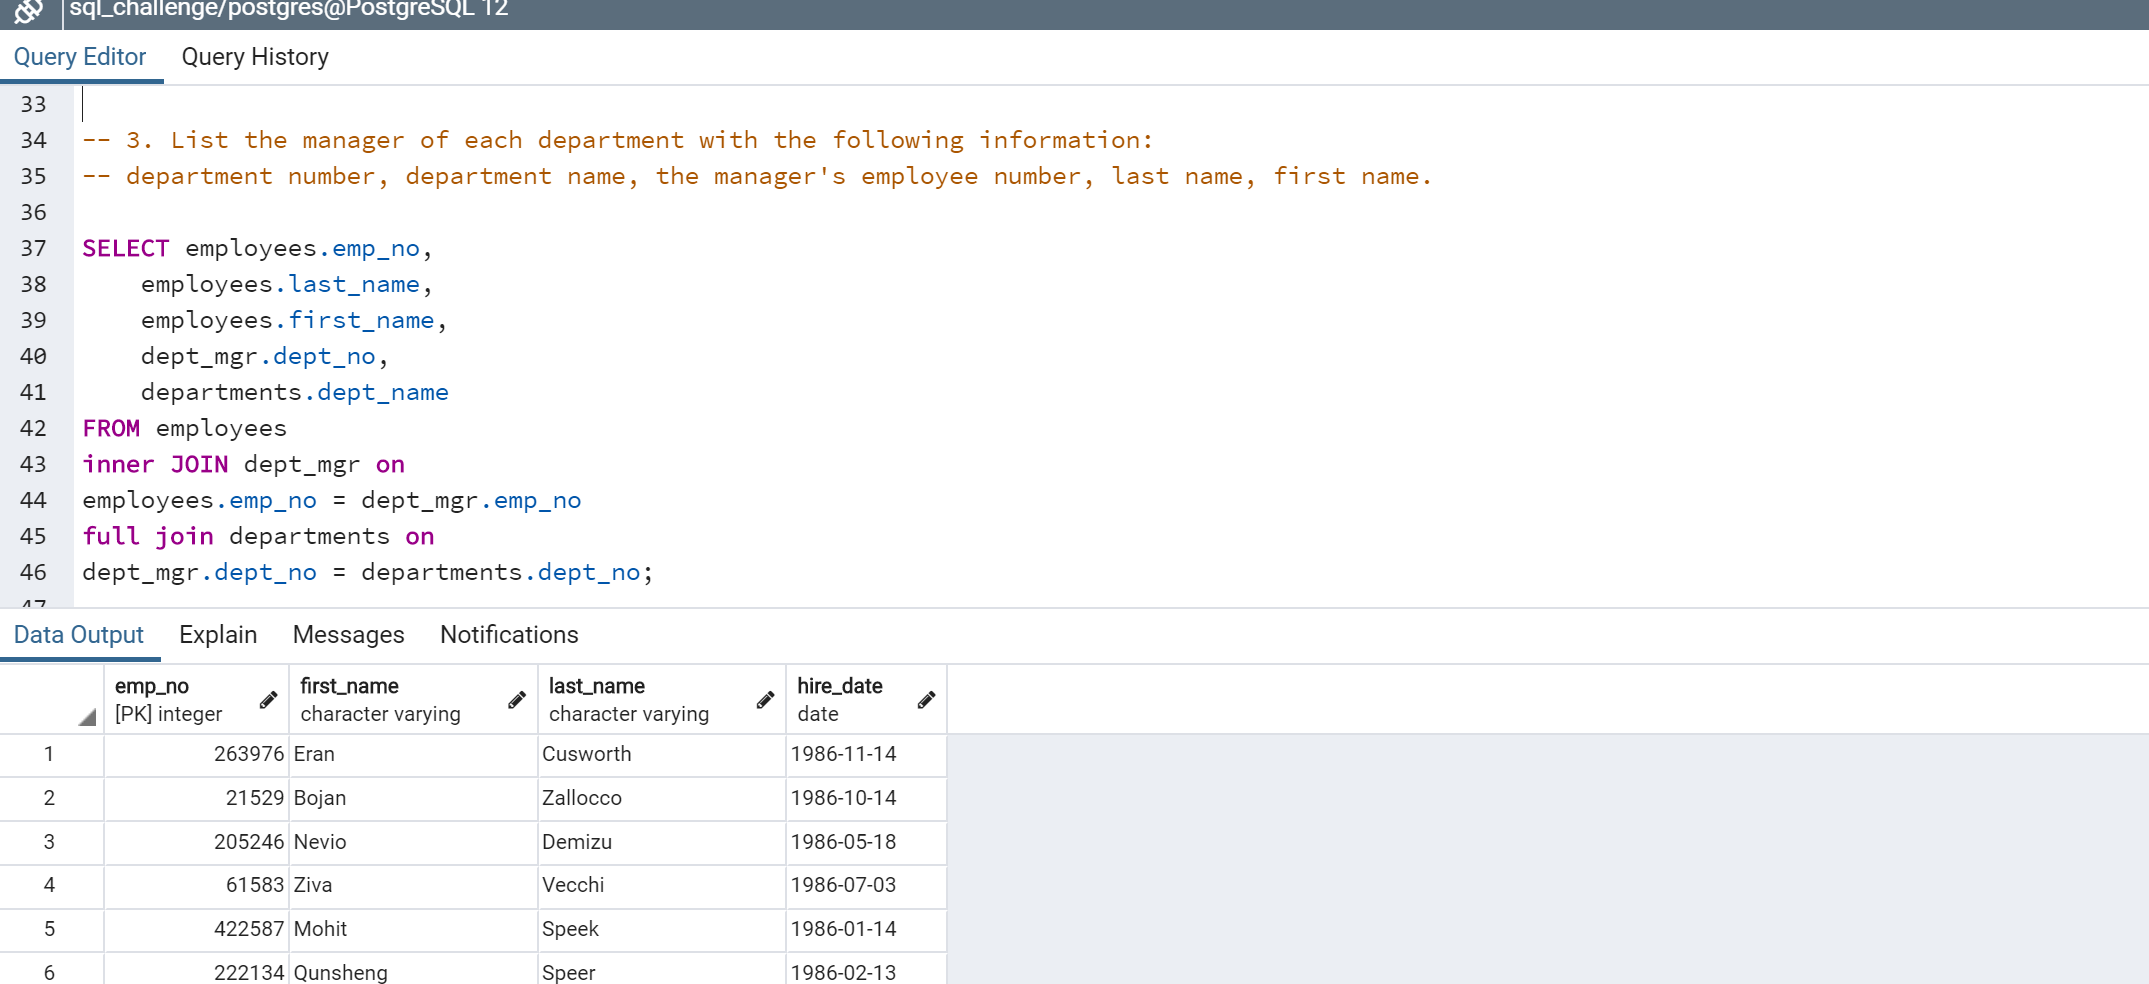 sql_challenge/postgres@PostgreSQL 12
Query Editor Query History
33
34 -- 3. List the manager of each department with the following information:
35 -- department number, department name, the manager's employee number, last name, first name.
36
37 SELECT employees.emp_no,
38 employees.last_name,
39 employees.first_name,
40 dept_mgr.dept_no,
41 departments.dept_name
42 FROM employees
43 inner JOIN dept_mgr on
44 employees.emp_no = dept_mgr.emp_no
45 full join departments on
46 dept_mgr.dept_no = departments.dept_no;
47
Data Output Explain Messages Notifications
emp_no first_name last_name hire_date
[PK] integer character varying character varying date
1 263976 Eran Cusworth 1986-11-14
2 21529 Bojan Zallocco 1986-10-14
3 205246 Nevio Demizu 1986-05-18
4 61583 Ziva Vecchi 1986-07-03
5 422587 Mohit Speek 1986-01-14
6 222134 Qunsheng Speer 1986-02-13